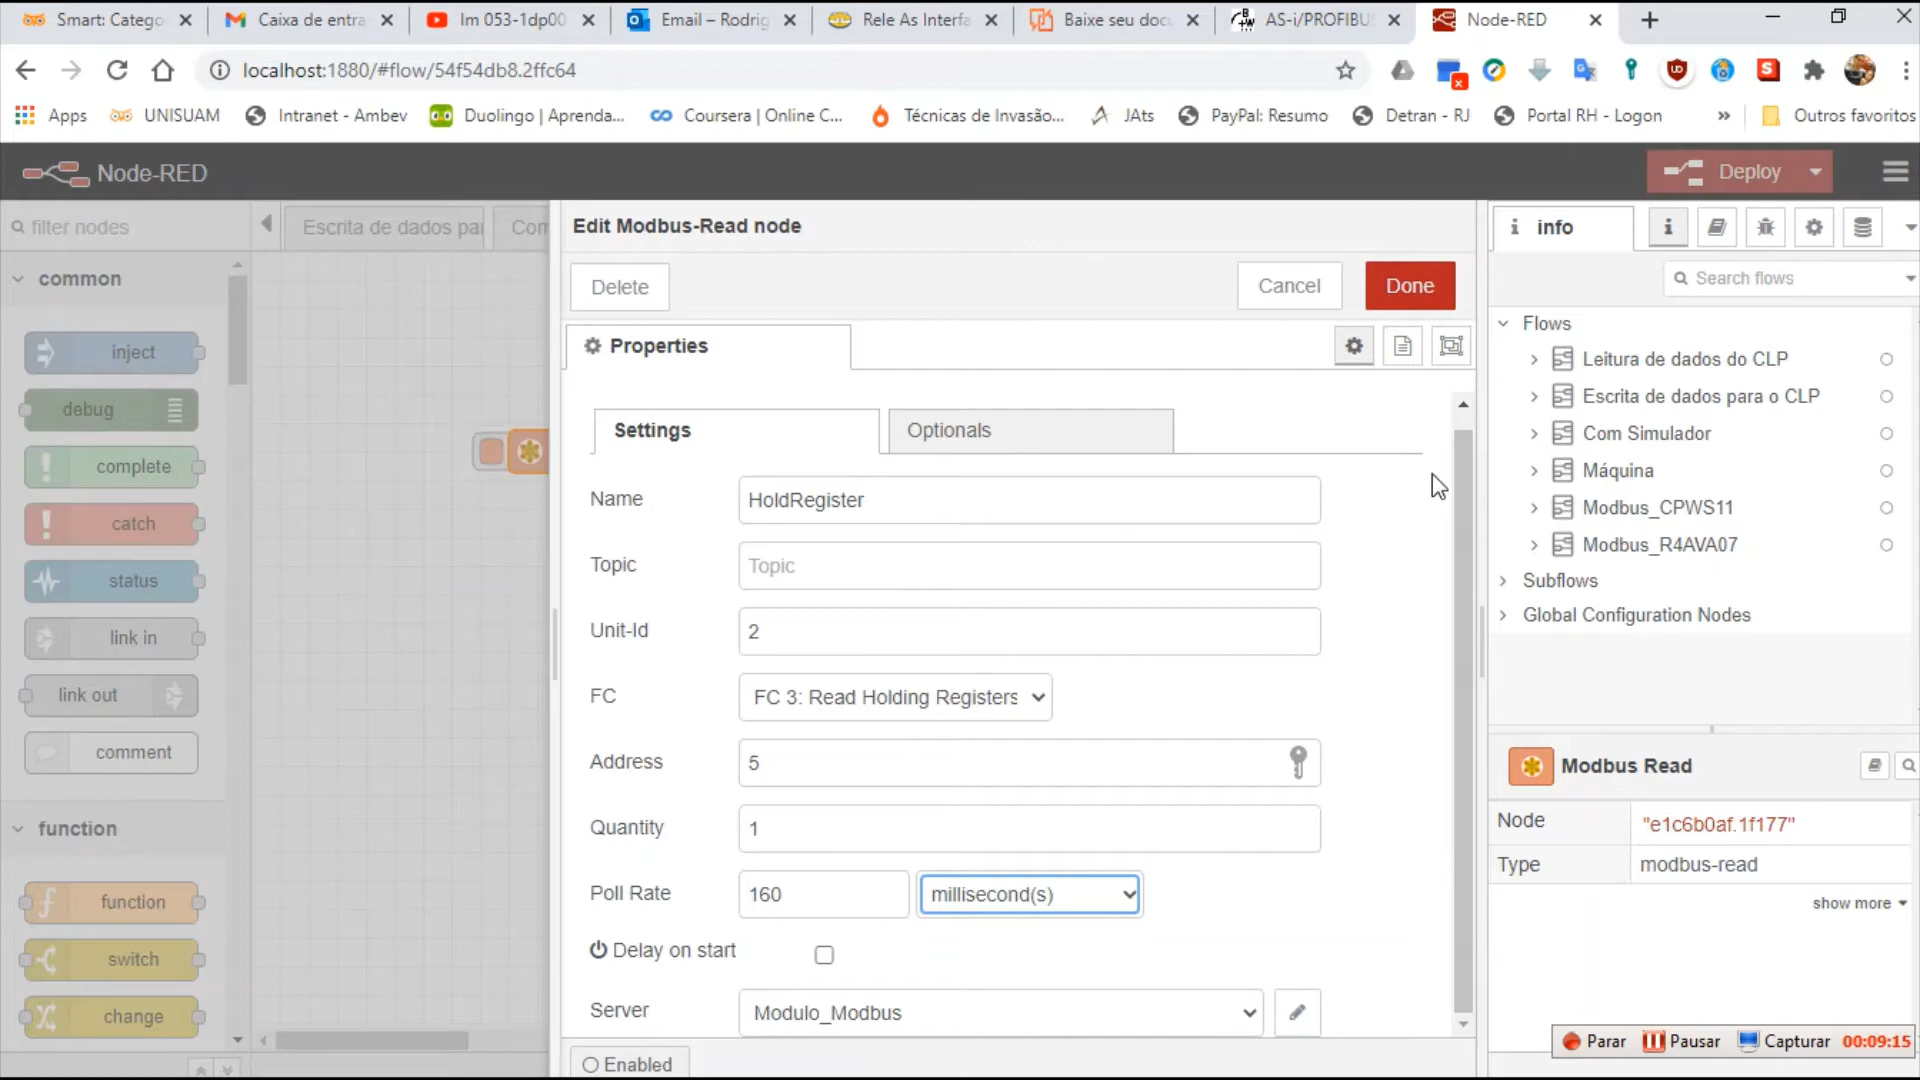 Smart: Catego
Caixa de entra
Im 053-1dp00
Email – Rodrig
Rele As Interfa
Baixe seu docu
AS-i/PROFIBUS
Node-RED
localhost:1880/#flow/54f54db8.2ffc64
Apps
UNISUAM
Intranet - Ambev
Duolingo | Aprenda...
Coursera | Online C...
Técnicas de Invasão...
JAts
PayPal: Resumo
Detran - RJ
Portal RH - Logon
»
Outros favoritos
Node-RED
Deploy
filter nodes
Escrita de dados par
Com
Edit Modbus-Read node
info
Delete
Cancel
Done
Search flows
common
Properties
Flows
inject
Leitura de dados do CLP
debug
Escrita de dados para o CLP
Settings
Optionals
Com Simulador
complete
Máquina
Name
HoldRegister
Modbus_CPWS11
catch
Modbus_R4AVA07
Topic
Topic
status
Subflows
Unit-Id
2
Global Configuration Nodes
link in
FC
FC 3: Read Holding Registers
link out
Address
5
Modbus Read
comment
Quantity
1
Node
"e1c6b0af.1f177"
function
Type
modbus-read
Poll Rate
160
millisecond(s)
function
show more
Delay on start
switch
Server
Modulo_Modbus
change
Parar
Pausar
Capturar
00:09:15
Enabled